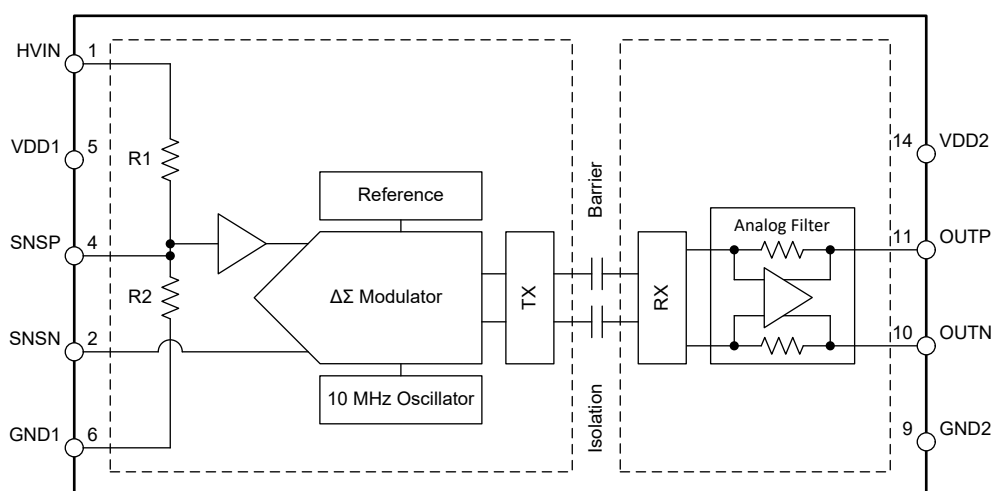 HVIN 1
VDD1 5
R1
SNSP 4
R2
SNSN 2
GND1 6
Reference
ΔΣ Modulator
10 MHz Oscillator
TX
Isolation Barrier
RX
Analog Filter
14 VDD2
11 OUTP
10 OUTN
9 GND2